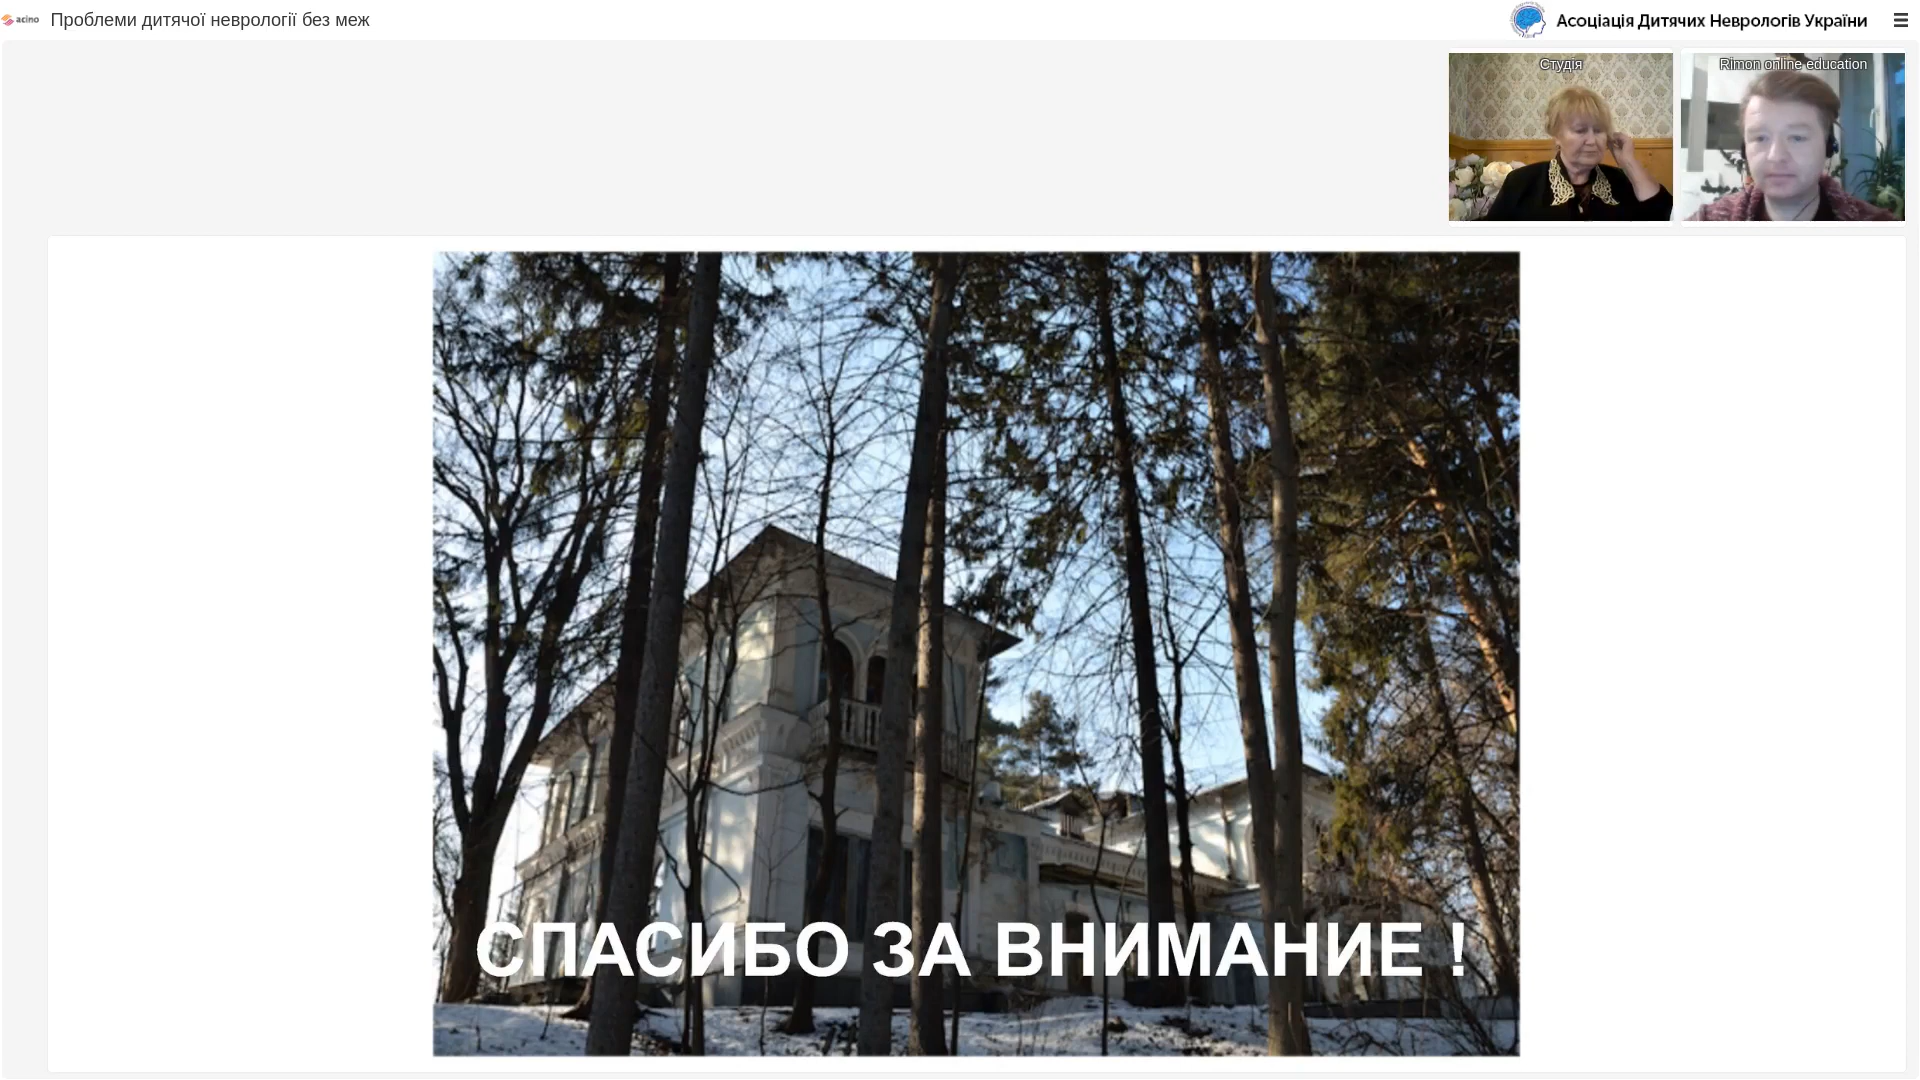 acino
Проблеми дитячої неврології без меж
Асоціація Дитячих Неврологів України
Студія
Rimon online education
СПАСИБО ЗА ВНИМАНИЕ !